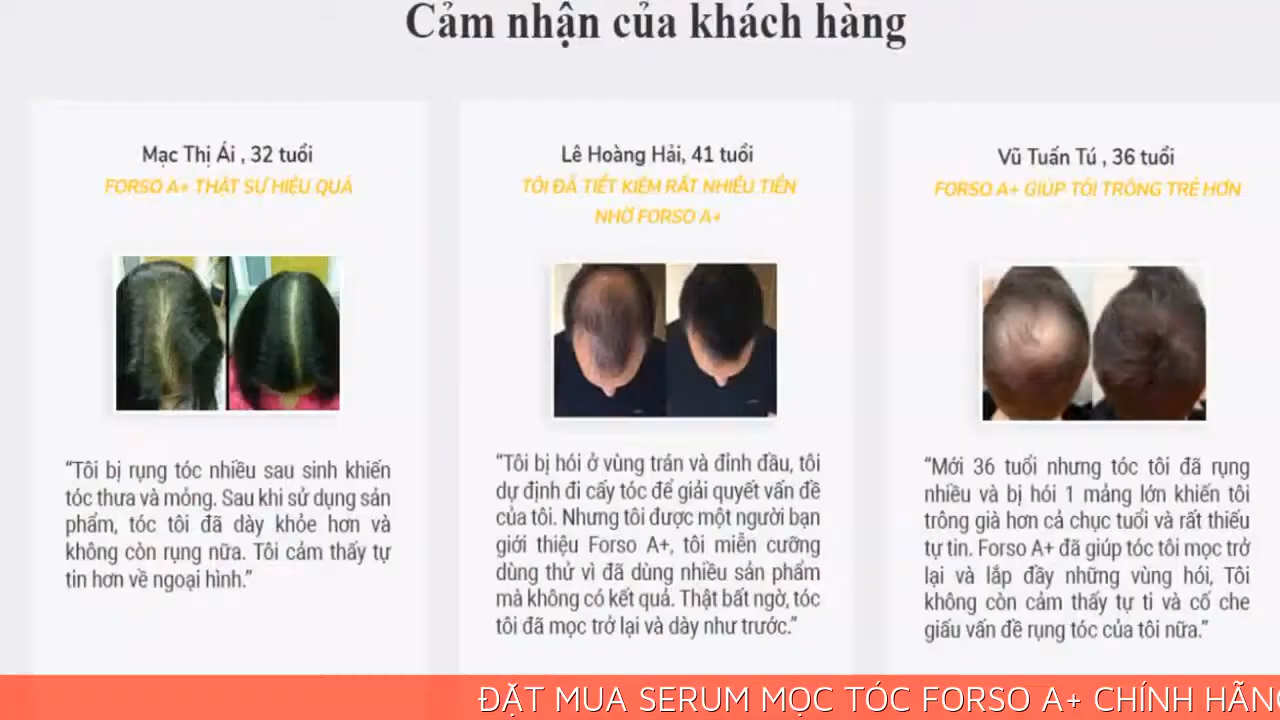 Cảm nhận của khách hàng
Mạc Thị Ái , 32 tuổi
FORSO A+ THẬT SỰ HIỆU QUẢ
“Tôi bị rụng tóc nhiều sau sinh khiến
tóc thưa và mỏng. Sau khi sử dụng sản
phẩm, tóc tôi đã dày khỏe hơn và
không còn rụng nữa. Tôi cảm thấy tự
tin hơn về ngoại hình.”
Lê Hoàng Hải, 41 tuổi
TÔI ĐÃ TIẾT KIỆM RẤT NHIỀU TIỀN
NHỜ FORSO A+
“Tôi bị hói ở vùng trán và đỉnh đầu, tôi
dự định đi cấy tóc để giải quyết vấn đề
của tôi. Nhưng tôi được một người bạn
giới thiệu Forso A+, tôi miễn cưỡng
dùng thử vì đã dùng nhiều sản phẩm
mà không có kết quả. Thật bất ngờ, tóc
tôi đã mọc trở lại và dày như trước.”
Vũ Tuấn Tú , 36 tuổi
FORSO A+ GIÚP TÔI TRÔNG TRẺ HƠN
“Mới 36 tuổi nhưng tóc tôi đã rụng
nhiều và bị hói 1 mảng lớn khiến tôi
trông già hơn cả chục tuổi và rất thiếu
tự tin. Forso A+ đã giúp tóc tôi mọc trở
lại và lấp đầy những vùng hói, Tôi
không còn cảm thấy tự ti và cố che
giấu vấn đề rụng tóc của tôi nữa.”
ĐẶT MUA SERUM MỌC TÓC FORSO A+ CHÍNH HÃNG